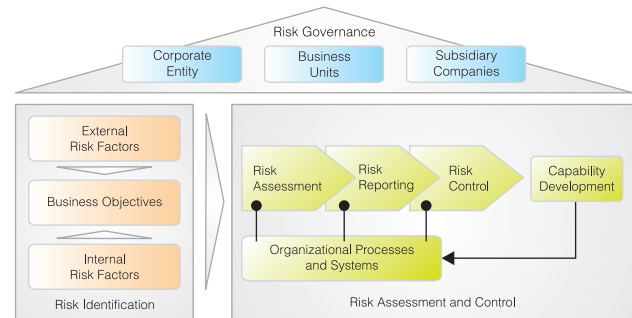 Risk Governance
Corporate
Entity
Business
Units
Subsidiary
Companies
External
Risk Factors
Business Objectives
Internal
Risk Factors
Risk Identification
Risk
Assessment
Risk
Reporting
Risk
Control
Capability
Development
Organizational Processes
and Systems
Risk Assessment and Control